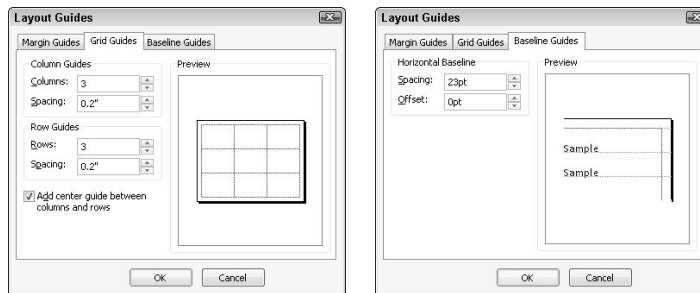 Layout Guides
Margin Guides Grid Guides Baseline Guides
Column Guides
Columns: 3
Spacing: 0.2"
Row Guides
Rows: 3
Spacing: 0.2"
Add center guide between
columns and rows
Preview
OK Cancel
Layout Guides
Margin Guides Grid Guides Baseline Guides
Horizontal Baseline
Spacing: 23pt
Offset: 0pt
Preview
Sample
Sample
OK Cancel